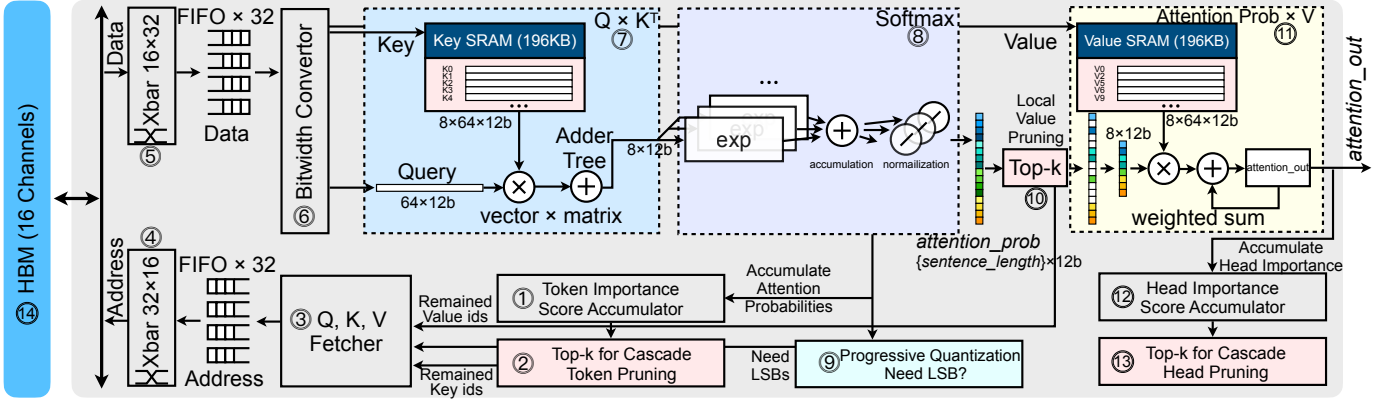 HBM (16 Channels)
⑭
Data
Address
Xbar 16×32
⑤
FIFO × 32
Data
Bitwidth Convertor
⑥
Key
Key SRAM (196KB)
K0
K1
K2
K3
K4
...
Q × Kᵀ
⑦
8×64×12b
Query
64×12b
Adder
Tree
vector × matrix
8×12b
Softmax
⑧
...
exp
exp
accumulation
normailization
Value
Local
Value
Pruning
Top-k
⑩
attention_prob
{sentence_length}×12b
Attention Prob × V
⑪
Value SRAM (196KB)
V0
V2
V5
V6
V9
...
8×64×12b
8×12b
attention_out
weighted sum
attention_out
④
Xbar 32×16
FIFO × 32
Address
③ Q, K, V
Fetcher
Remained
Value ids
Remained
Key ids
① Token Importance
Score Accumulator
② Top-k for Cascade
Token Pruning
Accumulate
Attention
Probabilities
Need
LSBs
⑨ Progressive Quantization
Need LSB?
Accumulate
Head Importance
⑫ Head Importance
Score Accumulator
⑬ Top-k for Cascade
Head Pruning